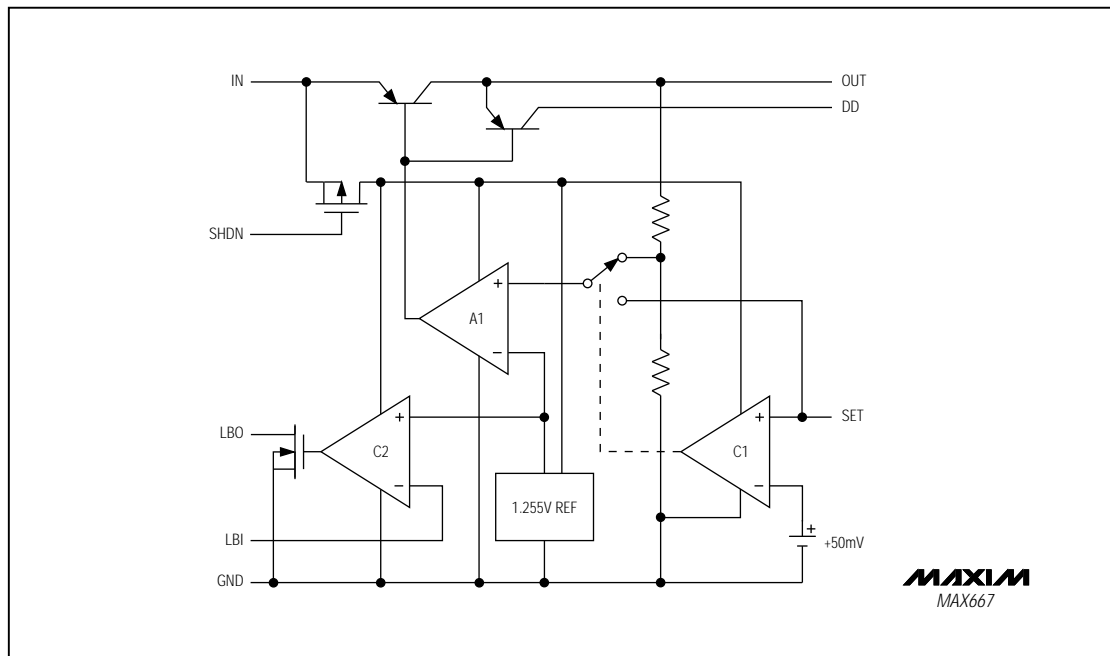 IN
OUT
DD
SHDN
+
A1
−
LBO
+
C2
−
LBI
1.255V REF
+
C1
−
SET
+
+50mV
GND
MAXIM
MAX667